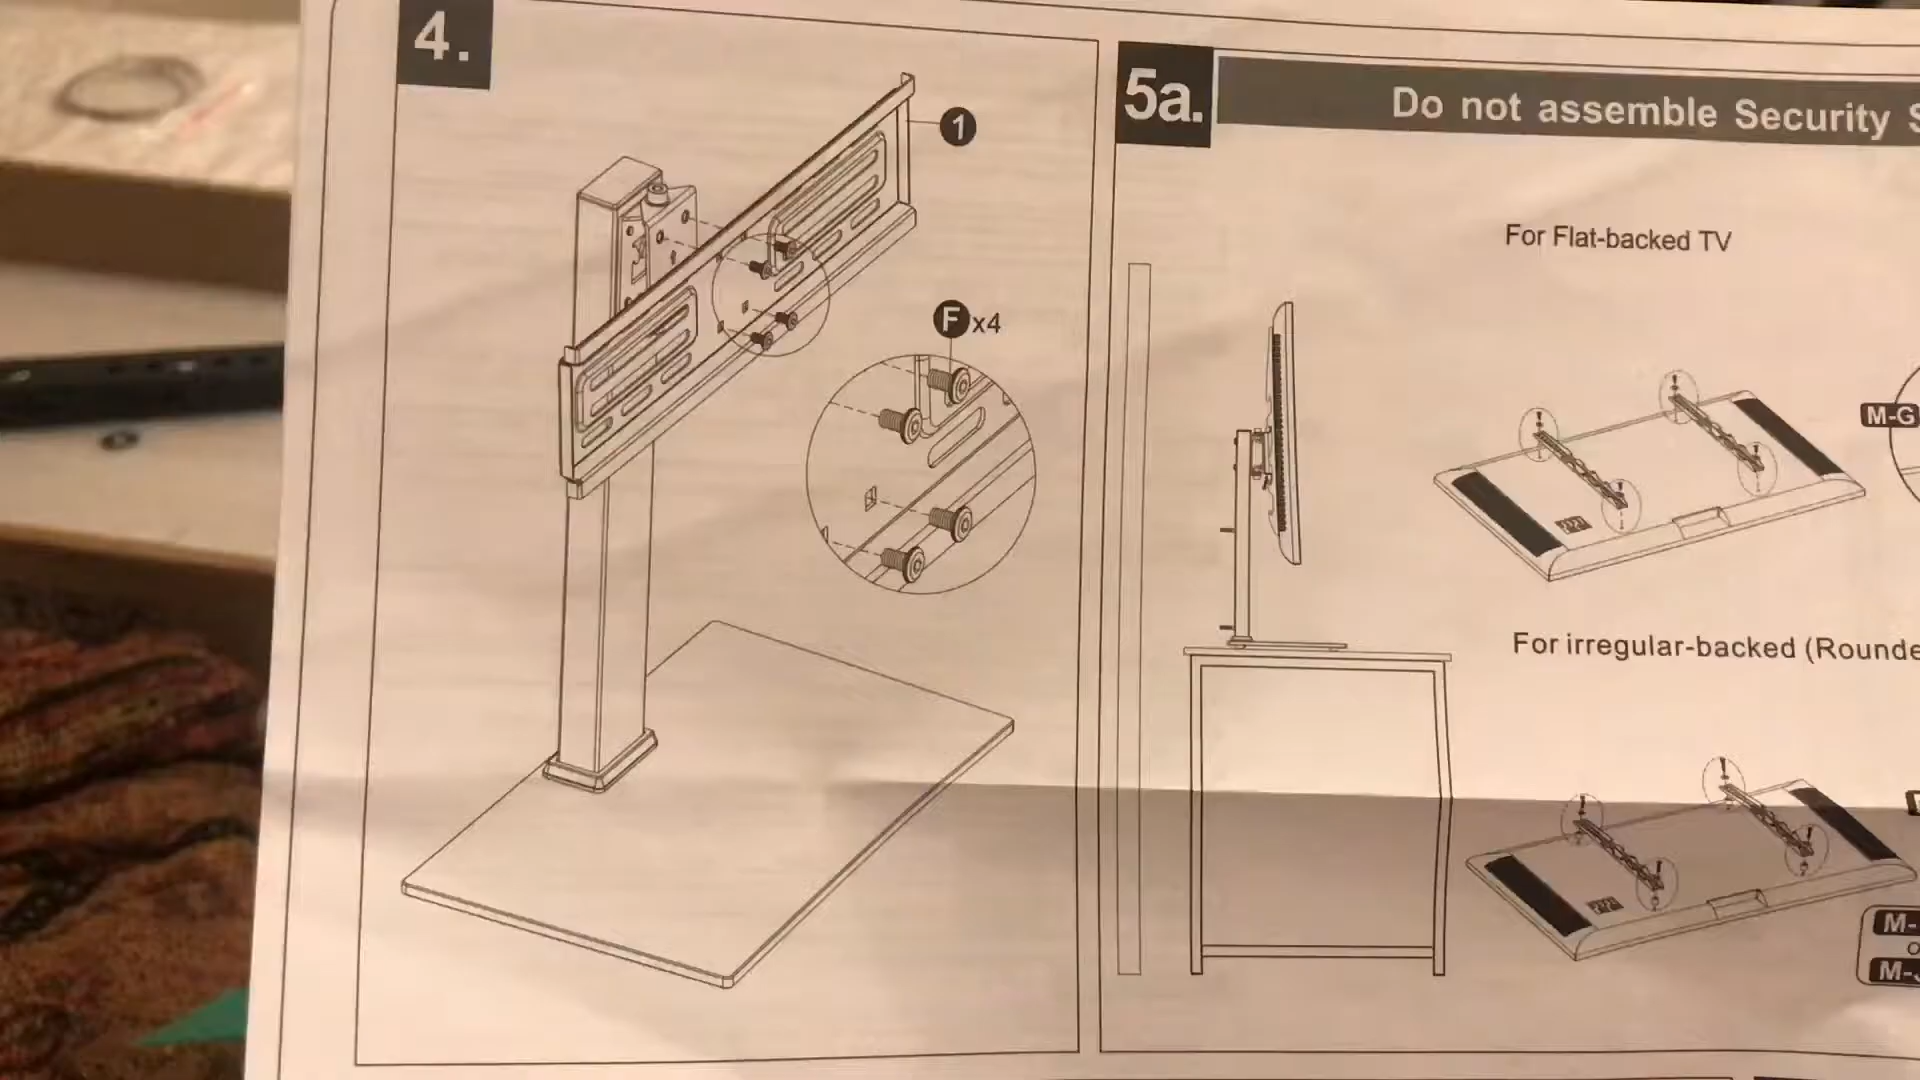 4.
1
F x4
5a.
Do not assemble Security
For Flat-backed TV
M-G
For irregular-backed (Rounde
M-
M-